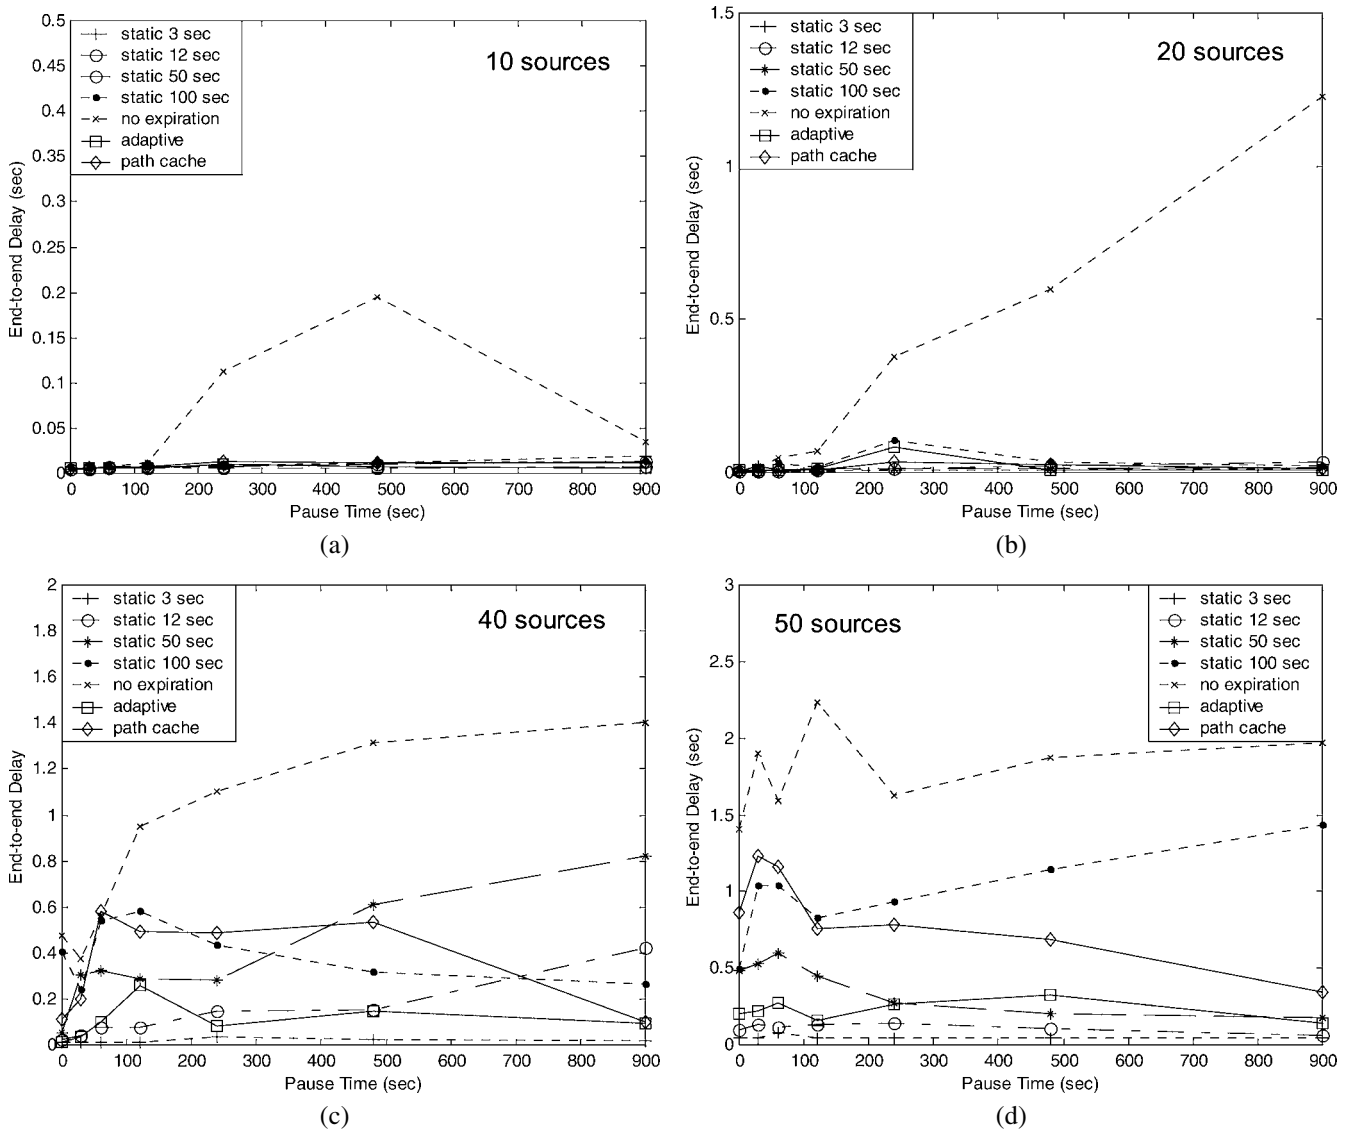 0.5
0.45
0.4
0.35
0.3
0.25
0.2
0.15
0.1
0.05
0
End-to-end Delay (sec)
static 3 sec
static 12 sec
static 50 sec
static 100 sec
no expiration
adaptive
path cache
10 sources
0 100 200 300 400 500 600 700 800 900
Pause Time (sec)
(a)
1.5
1
0.5
0
End-to-end Delay (sec)
static 3 sec
static 12 sec
static 50 sec
static 100 sec
no expiration
adaptive
path cache
20 sources
0 100 200 300 400 500 600 700 800 900
Pause Time (sec)
(b)
2
1.8
1.6
1.4
1.2
1
0.8
0.6
0.4
0.2
0
End-to-end Delay
static 3 sec
static 12 sec
static 50 sec
static 100 sec
no expiration
adaptive
path cache
40 sources
0 100 200 300 400 500 600 700 800 900
Pause Time (sec)
(c)
3
2.5
2
1.5
1
0.5
0
End-to-end Delay (sec)
50 sources
static 3 sec
static 12 sec
static 50 sec
static 100 sec
no expiration
adaptive
path cache
0 100 200 300 400 500 600 700 800 900
Pause Time (sec)
(d)